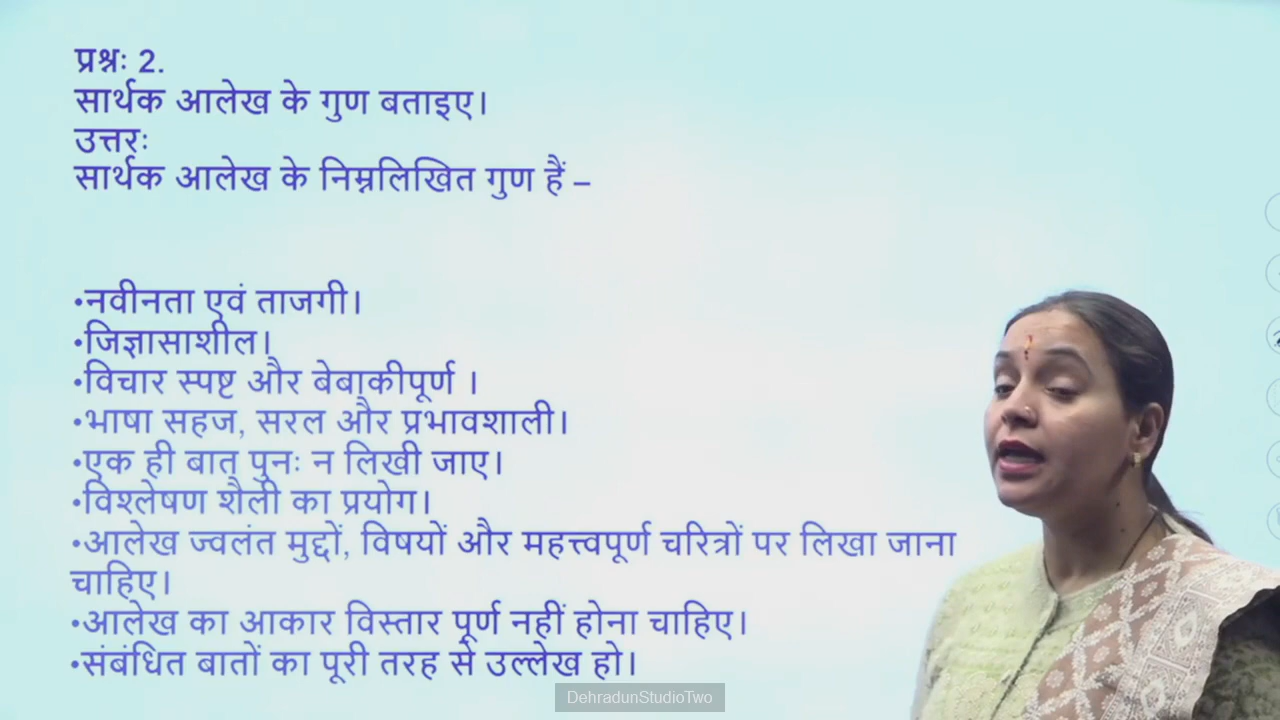 प्रश्नः 2.
सार्थक आलेख के गुण बताइए।
उत्तरः
सार्थक आलेख के निम्नलिखित गुण हैं –
•नवीनता एवं ताजगी।
•जिज्ञासाशील।
•विचार स्पष्ट और बेबाकीपूर्ण ।
•भाषा सहज, सरल और प्रभावशाली।
•एक ही बात पुनः न लिखी जाए।
•विश्लेषण शैली का प्रयोग।
•आलेख ज्वलंत मुद्दों, विषयों और महत्त्वपूर्ण चरित्रों पर लिखा जाना
चाहिए।
•आलेख का आकार विस्तार पूर्ण नहीं होना चाहिए।
•संबंधित बातों का पूरी तरह से उल्लेख हो।
DehradunStudioTwo